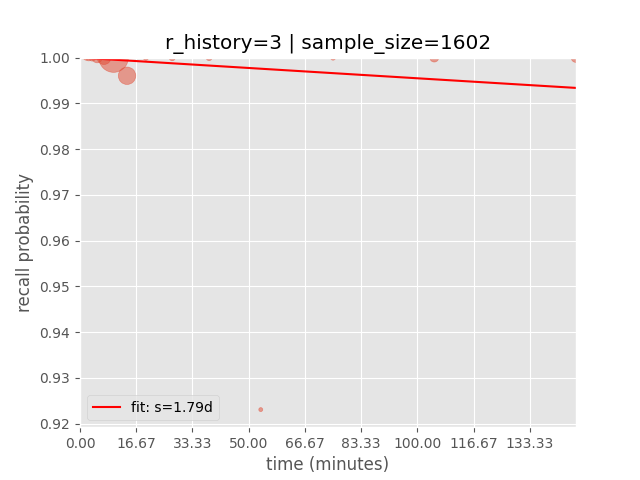 r_history=3 | sample_size=1602
1.00
0.99
0.98
0.97
0.96
0.95
0.94
0.93
0.92
recall probability
fit: s=1.79d
0.00 16.67 33.33 50.00 66.67 83.33 100.00 116.67 133.33
time (minutes)